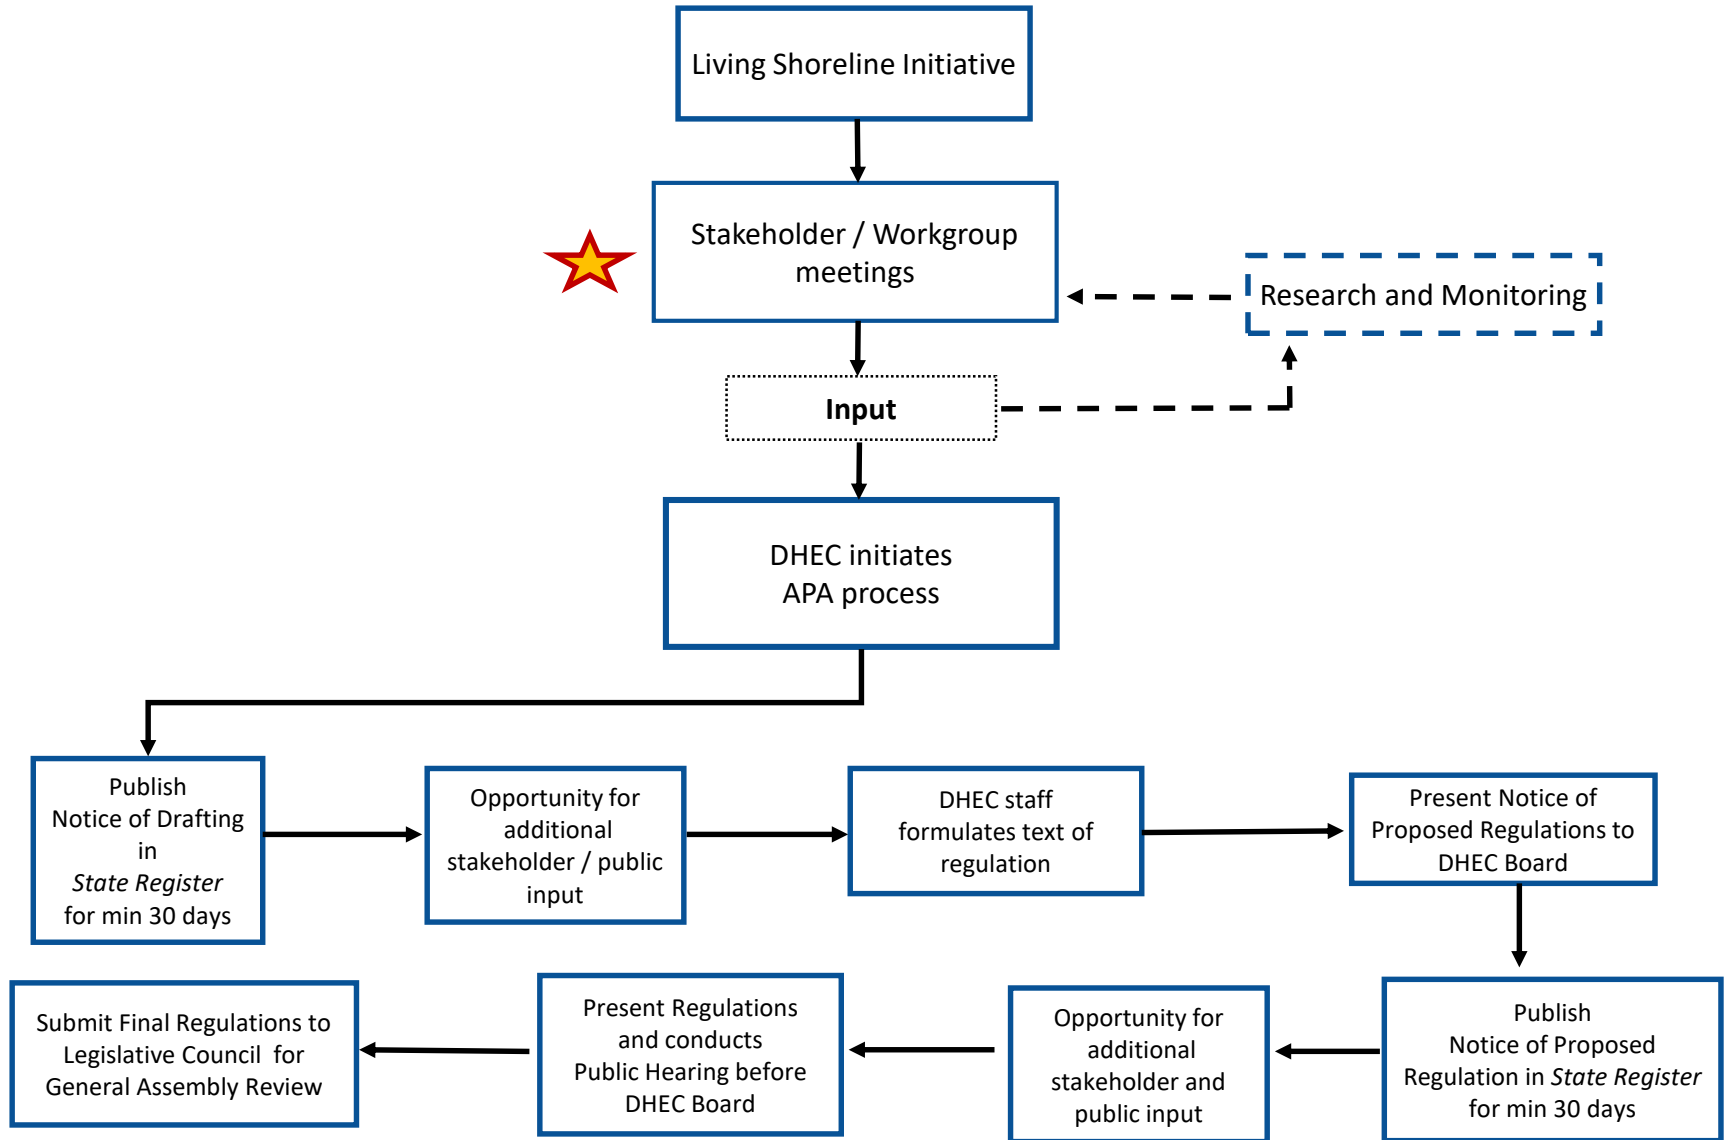 Living Shoreline Initiative
Stakeholder / Workgroup
meetings
Research and Monitoring
Input
DHEC initiates
APA process
Publish
Notice of Drafting
in
State Register
for min 30 days
Opportunity for
additional
stakeholder / public
input
DHEC staff
formulates text of
regulation
Present Notice of
Proposed Regulations to
DHEC Board
Publish
Notice of Proposed
Regulation in State Register
for min 30 days
Opportunity for
additional
stakeholder and
public input
Present Regulations
and conducts
Public Hearing before
DHEC Board
Submit Final Regulations to
Legislative Council for
General Assembly Review